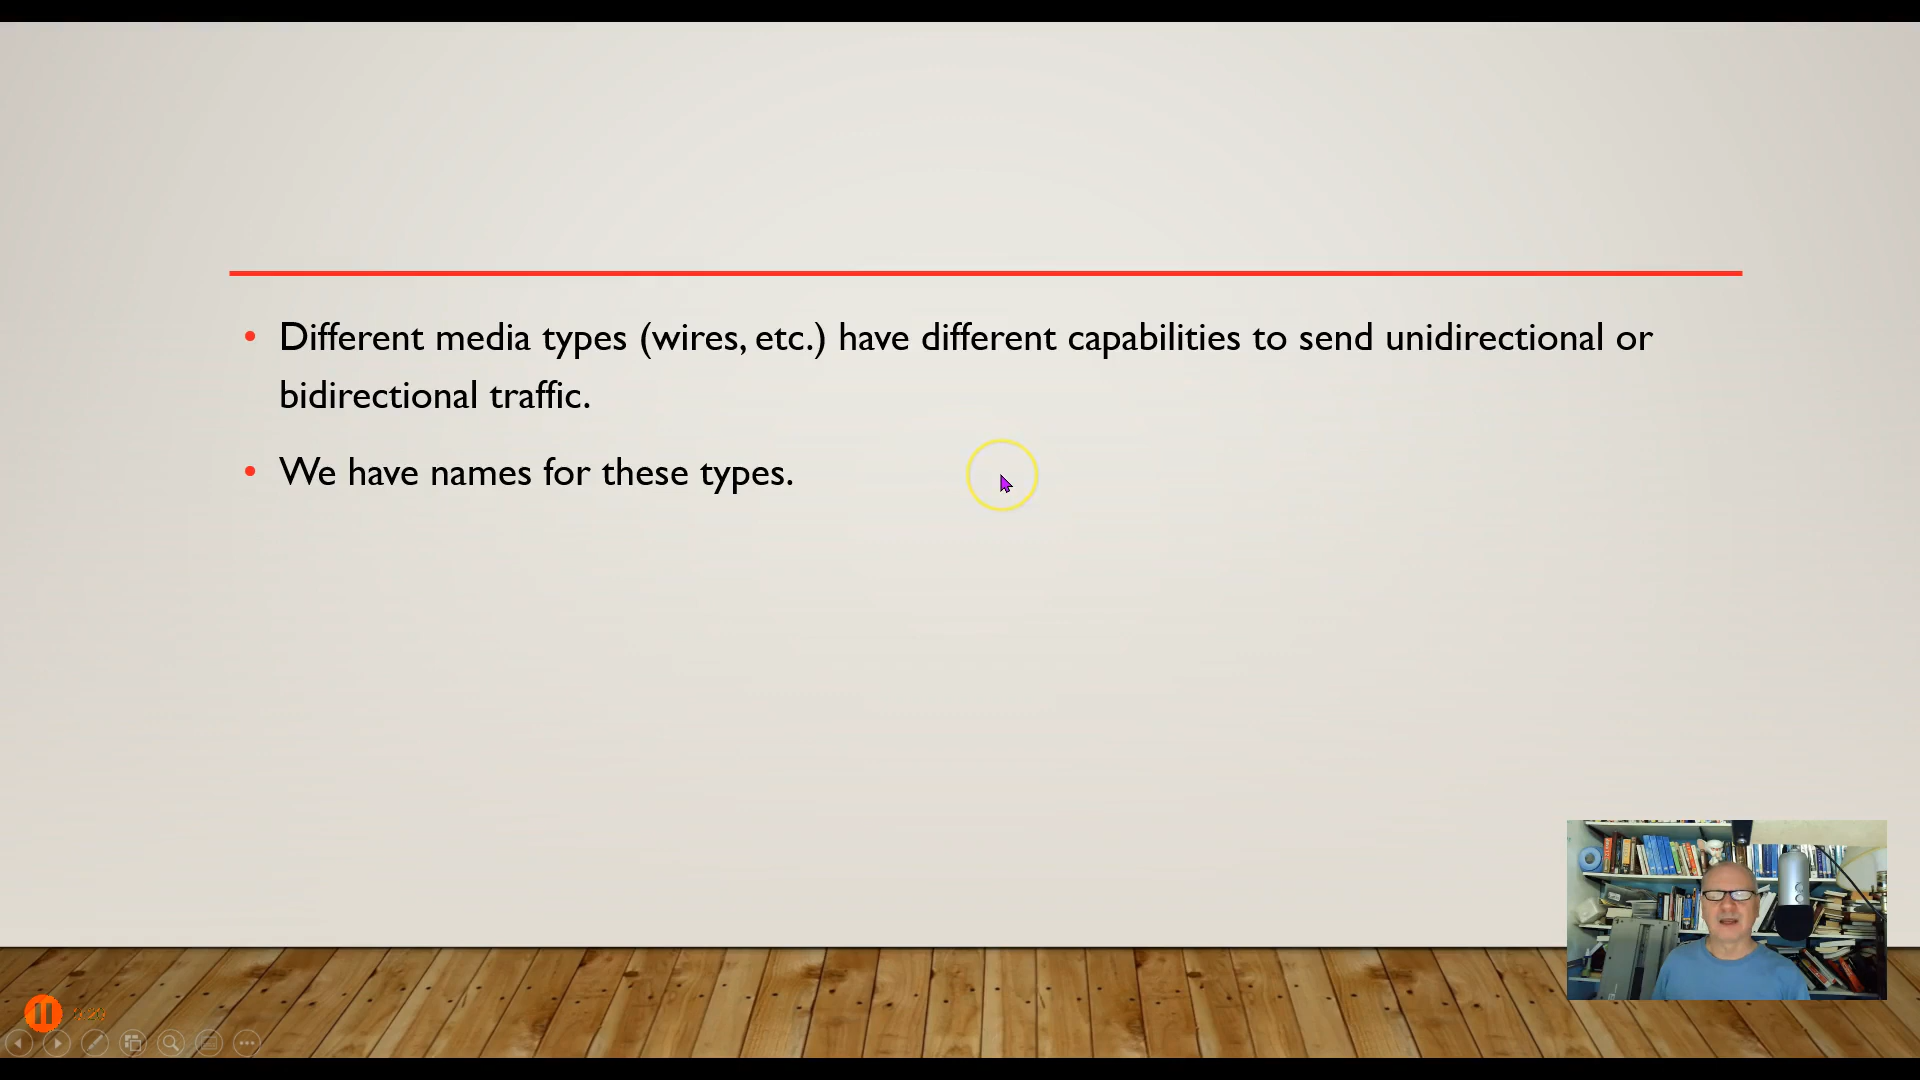 • Different media types (wires, etc.) have different capabilities to send unidirectional or
bidirectional traffic.
• We have names for these types.